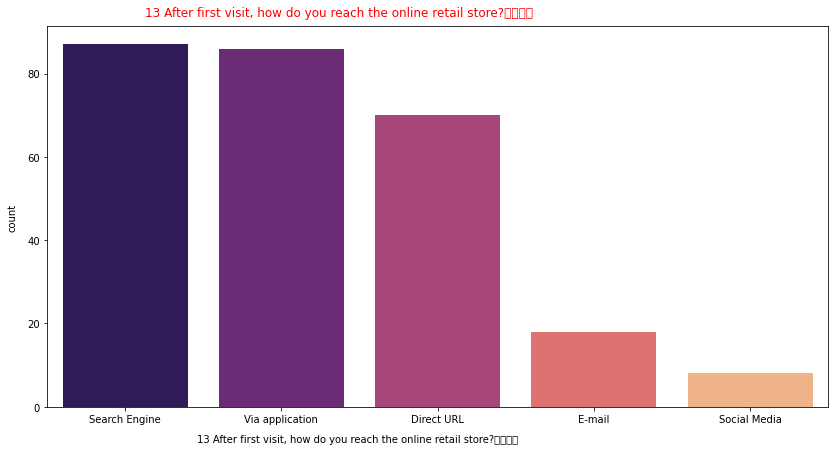 13 After first visit, how do you reach the online retail store?
80
60
40
20
0
count
Search Engine
Via application
Direct URL
E-mail
Social Media
13 After first visit, how do you reach the online retail store?